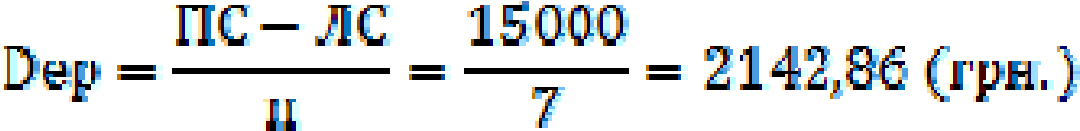 Dep = (ПС − ЛС) / n = 15000 / 7 = 2142,86 (грн.)